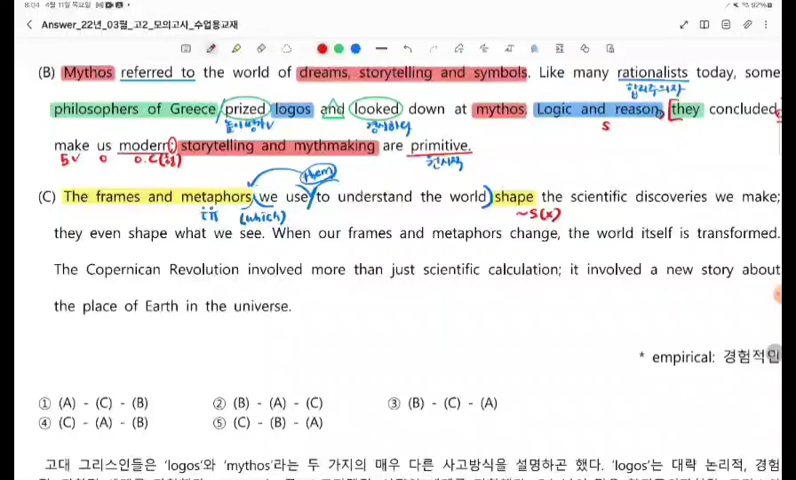 8:04 4월 11일 목요일
92%
Answer_22년_03월_고2_모의고사_수업용교재
(B) Mythos referred to the world of dreams, storytelling and symbols. Like many rationalists today, some
합리주의자
philosophers of Greece prized logos and looked down at mythos. Logic and reason, they concluded,
경시하다
S
make us modern; storytelling and mythmaking are primitive.
5v O O.C(형) 원시적
them
(C) The frames and metaphors we use to understand the world shape the scientific discoveries we make;
은유 (which) ~s(x)
they even shape what we see. When our frames and metaphors change, the world itself is transformed.
The Copernican Revolution involved more than just scientific calculation; it involved a new story about
the place of Earth in the universe.
* empirical: 경험적인
① (A) - (C) - (B) ② (B) - (A) - (C) ③ (B) - (C) - (A)
④ (C) - (A) - (B) ⑤ (C) - (B) - (A)
고대 그리스인들은 'logos'와 'mythos'라는 두 가지의 매우 다른 사고방식을 설명하곤 했다. 'logos'는 대략 논리적, 경험